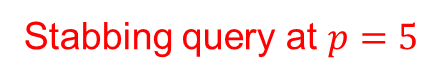 Stabbing query at p = 5